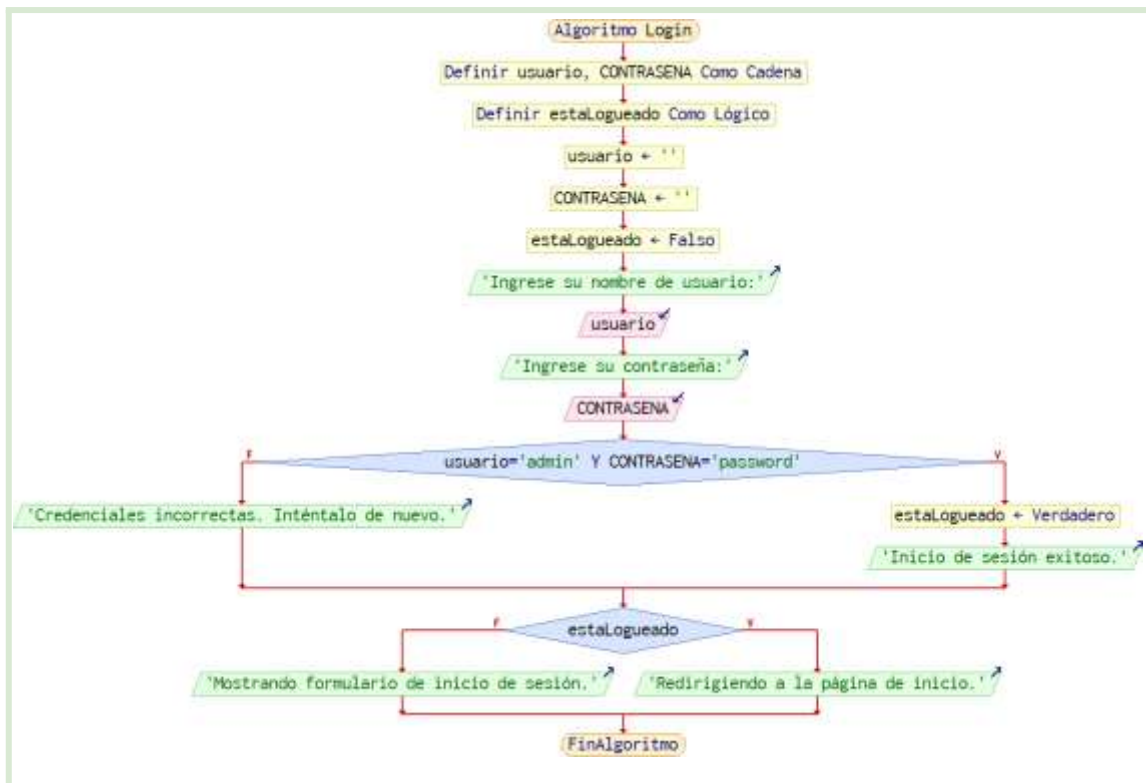 Algoritmo Login
Definir usuario, CONTRASENA Como Cadena
Definir estaLogueado Como Lógico
usuario ← ''
CONTRASENA ← ''
estaLogueado ← Falso
'Ingrese su nombre de usuario:'
usuario
'Ingrese su contraseña:'
CONTRASENA
F
usuario='admin' Y CONTRASENA='password'
V
'Credenciales incorrectas. Inténtalo de nuevo.'
estaLogueado ← Verdadero
'Inicio de sesión exitoso.'
F
estaLogueado
V
'Mostrando formulario de inicio de sesión.'
'Redirigiendo a la página de inicio.'
FinAlgoritmo